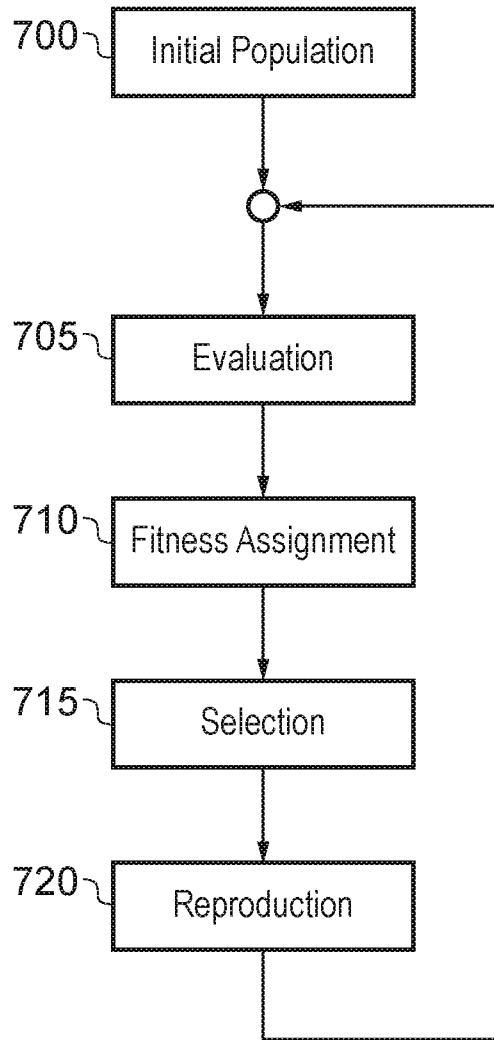 700
Initial Population
705
Evaluation
710
Fitness Assignment
715
Selection
720
Reproduction